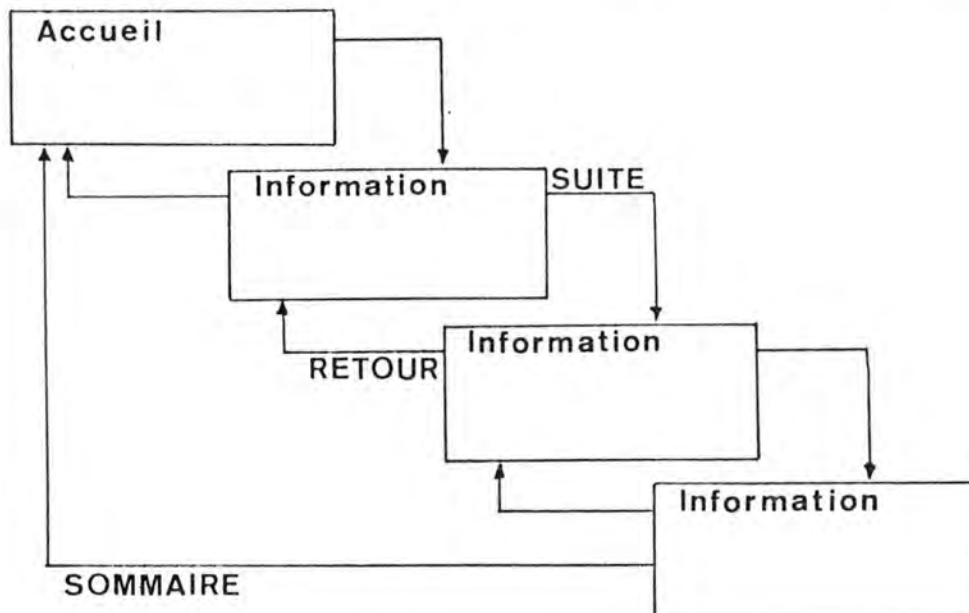 Accueil
Information
SUITE
Information
RETOUR
Information
SOMMAIRE